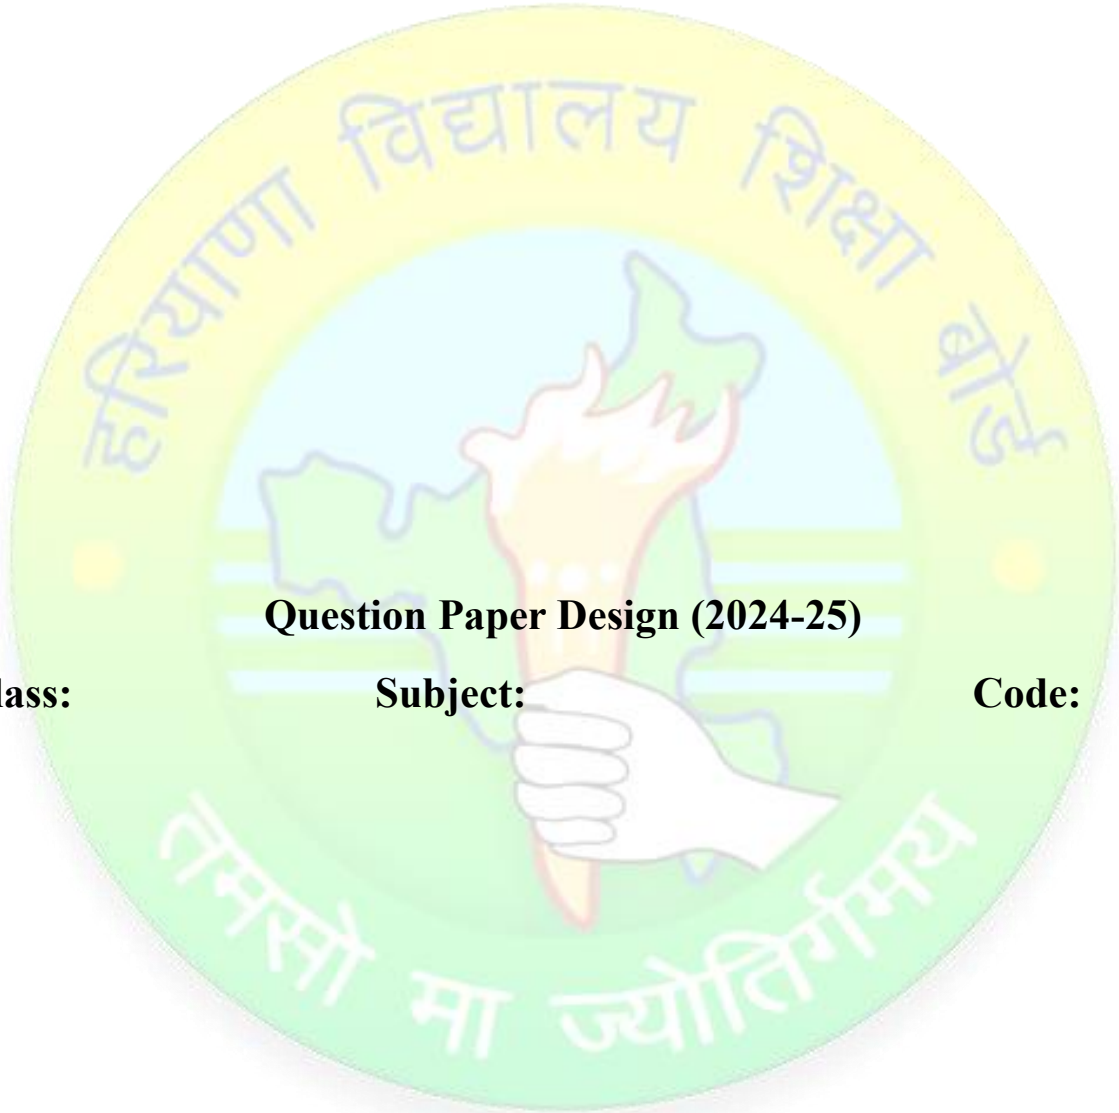 हरियाणा विद्यालय शिक्षा बोर्ड
Question Paper Design (2024-25)
lass: Subject: Code:
तमसो मा ज्योतिर्गमय